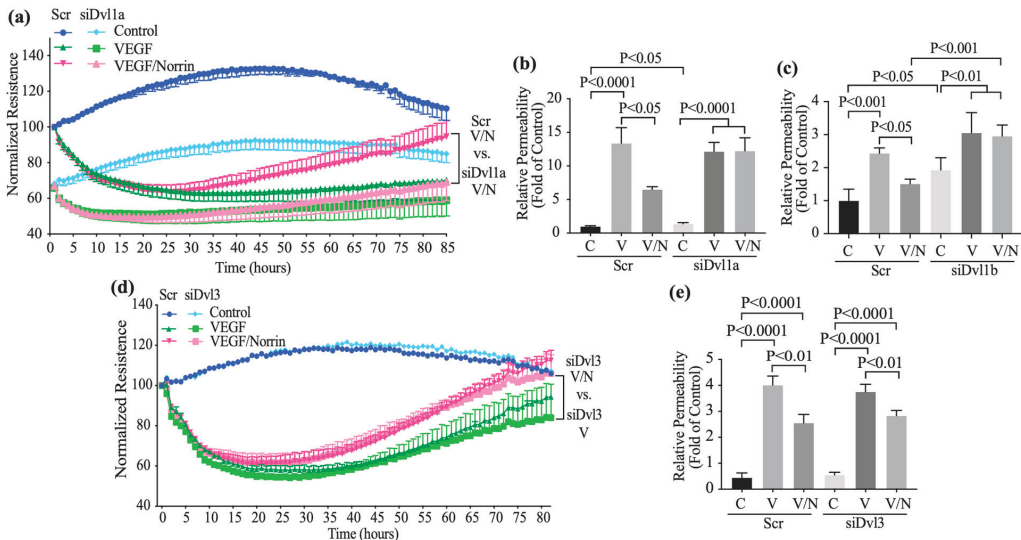 (a)
Scr siDvl1a
Control
VEGF
VEGF/Norrin
Normalized Resistence
140
120
100
80
60
40
0 5 10 15 20 25 30 35 40 45 50 55 60 65 70 75 80 85
Time (hours)
Scr
V/N
vs.
siDvl1a
V/N
(b)
Relative Permeability
(Fold of Control)
20
15
10
5
0
P<0.05
P<0.0001
P<0.05
P<0.0001
C V V/N C V V/N
Scr siDvl1a
(c)
Relative Permeability
(Fold of Control)
4
3
2
1
0
P<0.001
P<0.05
P<0.01
P<0.001
P<0.05
C V V/N C V V/N
Scr siDvl1b
(d)
Scr siDvl3
Control
VEGF
VEGF/Norrin
Normalized Resistence
140
120
100
80
60
40
0 5 10 15 20 25 30 35 40 45 50 55 60 65 70 75 80
Time (hours)
siDvl3
V/N
vs.
siDvl3
V
(e)
Relative Permeability
(Fold of Control)
5
4
3
2
1
0
P<0.0001
P<0.0001
P<0.01
P<0.0001
P<0.0001
P<0.01
C V V/N C V V/N
Scr siDvl3